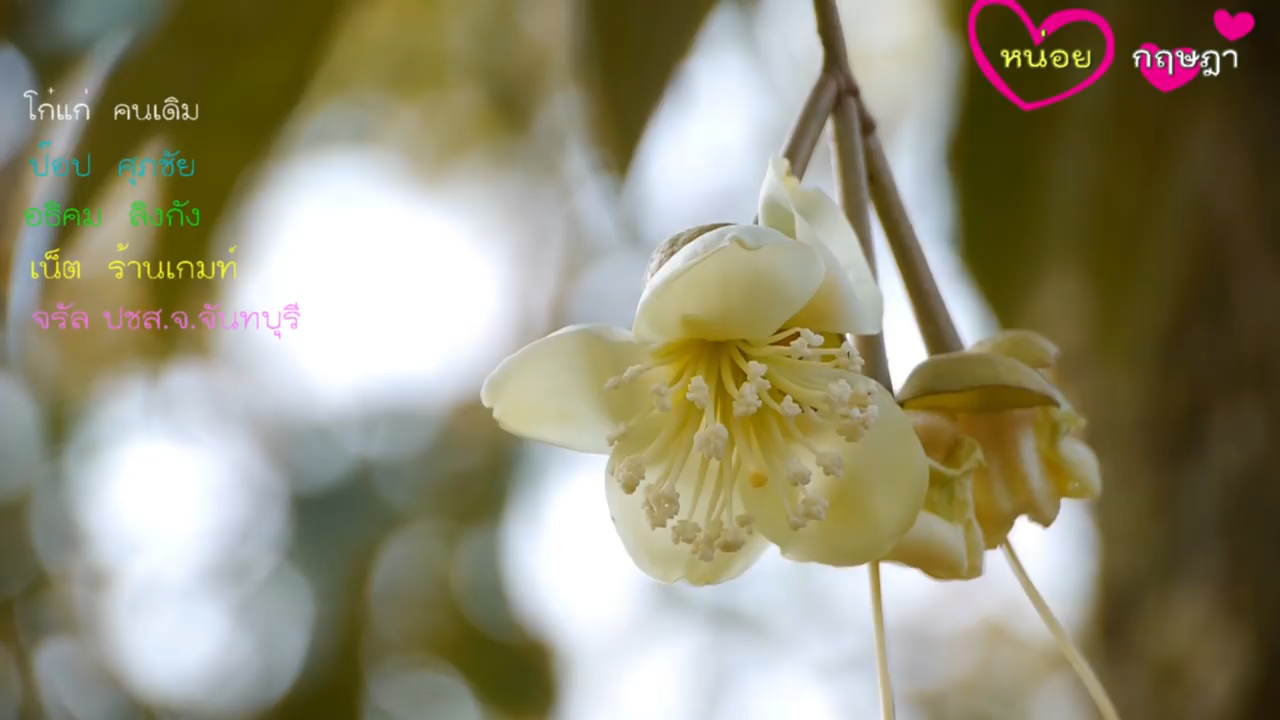 หน่อย กฤษฎา
โก๋แก่ คนเดิม
ป๊อป ศุภชัย
อธิคม ลิงกัง
เน็ต ร้านเกมท์
จรัล ปชส.จ.จันทบุรี